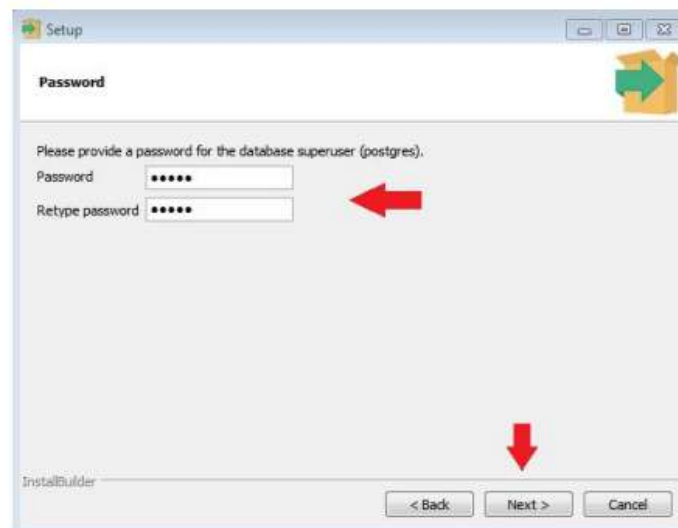 Setup
Password
Please provide a password for the database superuser (postgres).
Password •••••
Retype password •••••
InstallBuilder
< Back Next > Cancel